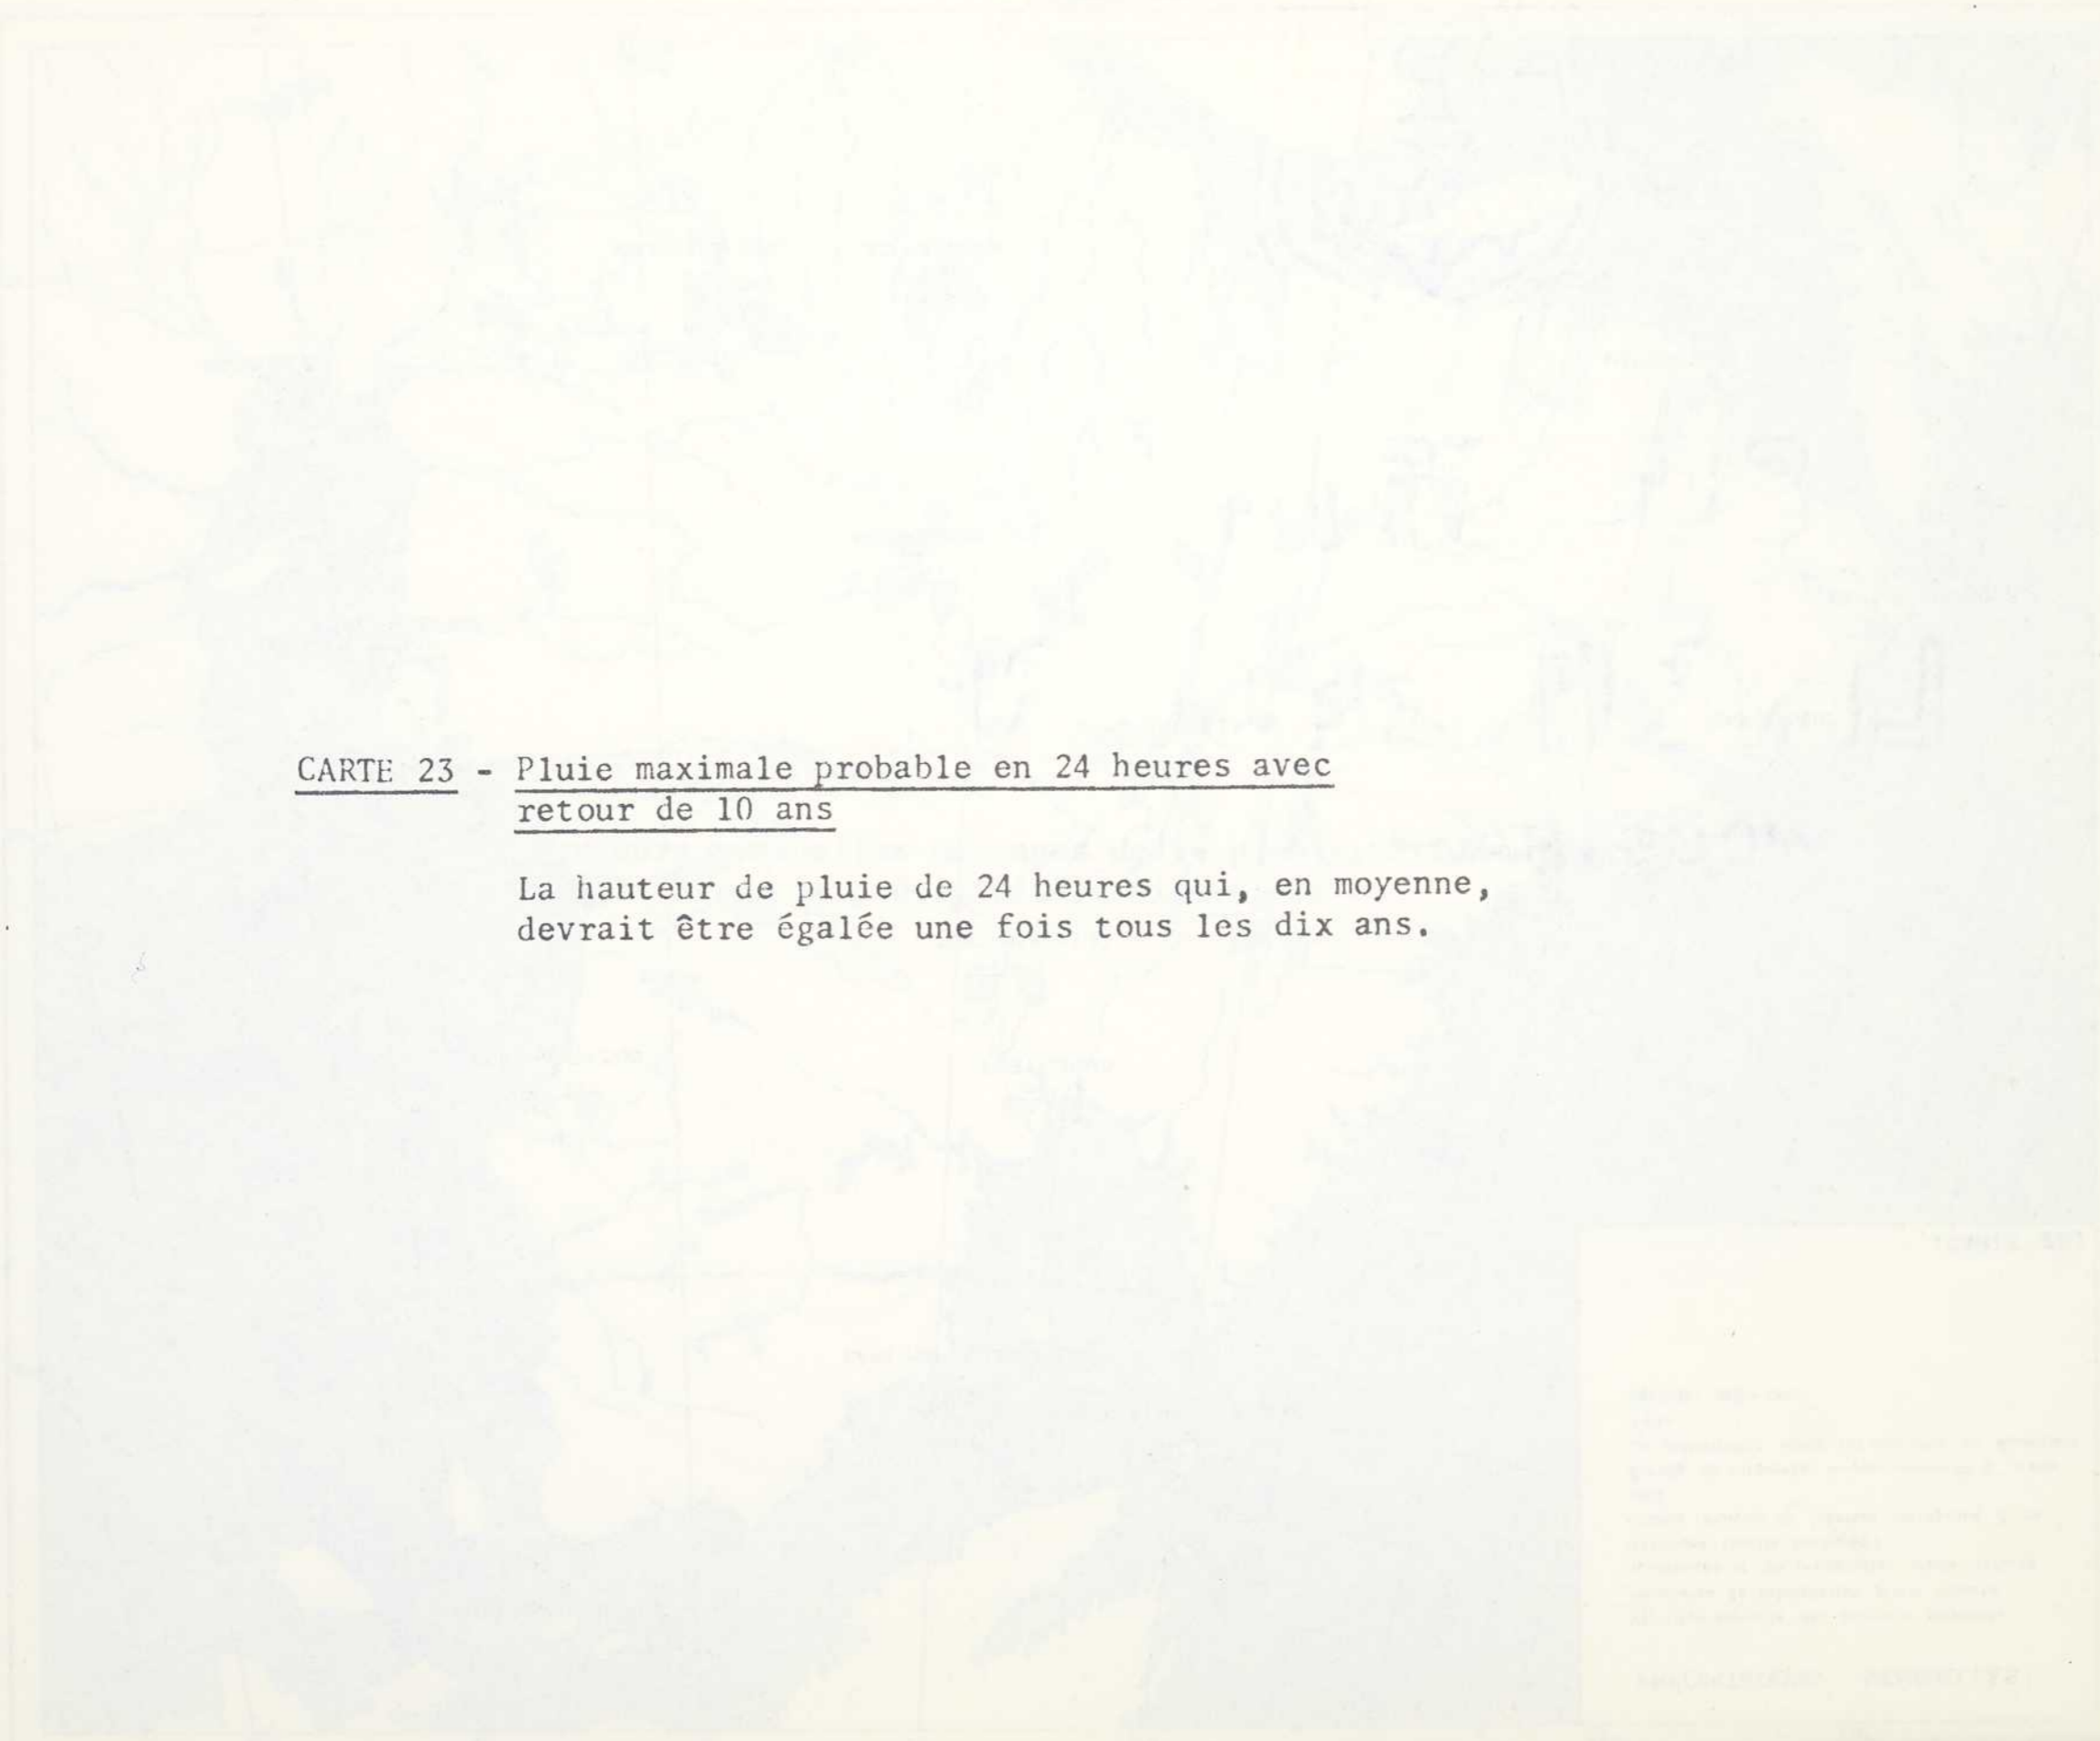 CARTE 23 - Pluie maximale probable en 24 heures avec
retour de 10 ans
La hauteur de pluie de 24 heures qui, en moyenne,
devrait être égalée une fois tous les dix ans.